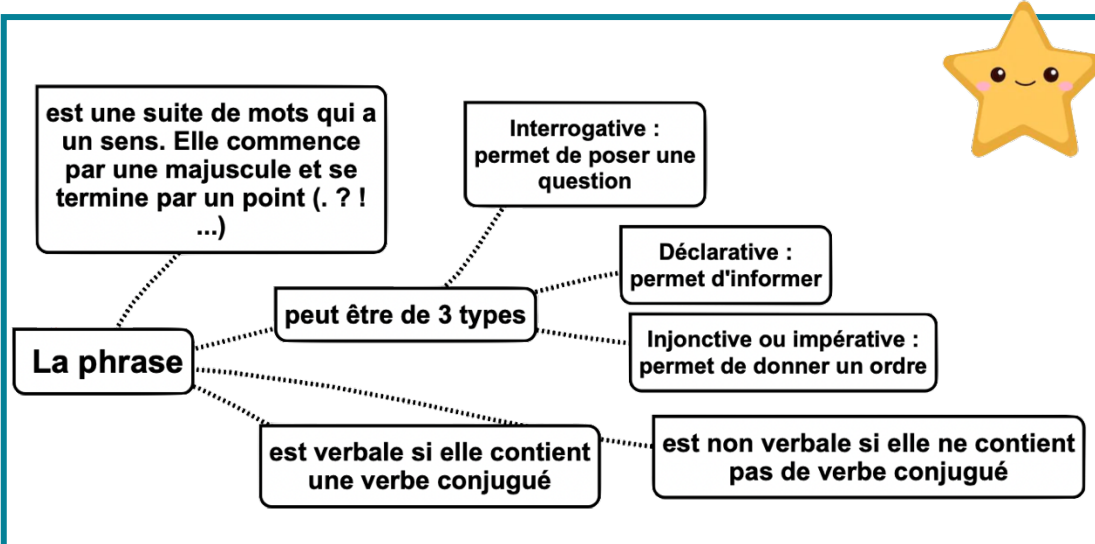 est une suite de mots qui a
un sens. Elle commence
par une majuscule et se
termine par un point (. ? !
...)
Interrogative :
permet de poser une
question
Déclarative :
permet d'informer
peut être de 3 types
Injonctive ou impérative :
permet de donner un ordre
La phrase
est verbale si elle contient
une verbe conjugué
est non verbale si elle ne contient
pas de verbe conjugué